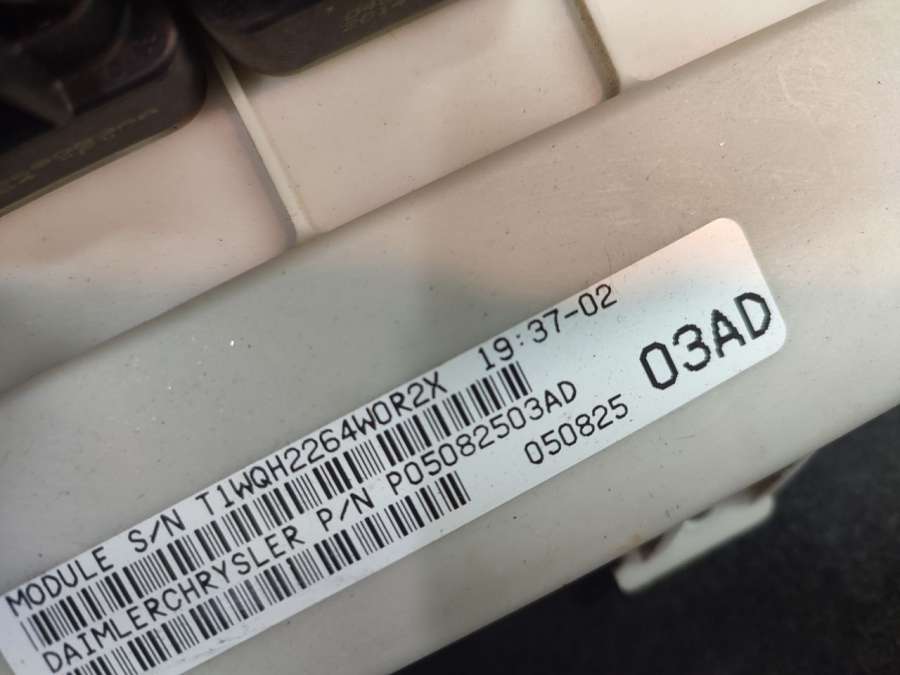 MODULE S/N T1WQH2264W0R2X 19:37-02
DAIMLERCHRYSLER P/N P05082503AD
050825
03AD